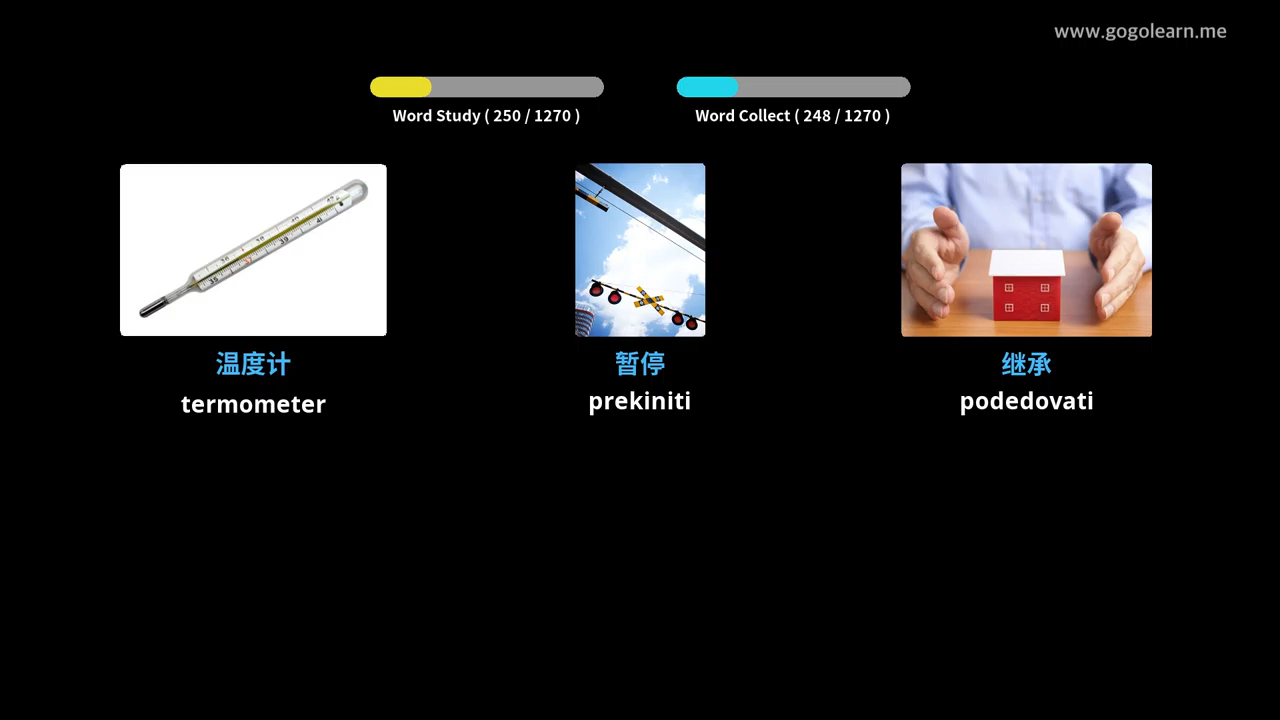 www.gogolearn.me
Word Study ( 250 / 1270 )
Word Collect ( 248 / 1270 )
温度计
termometer
暂停
prekiniti
继承
podedovati